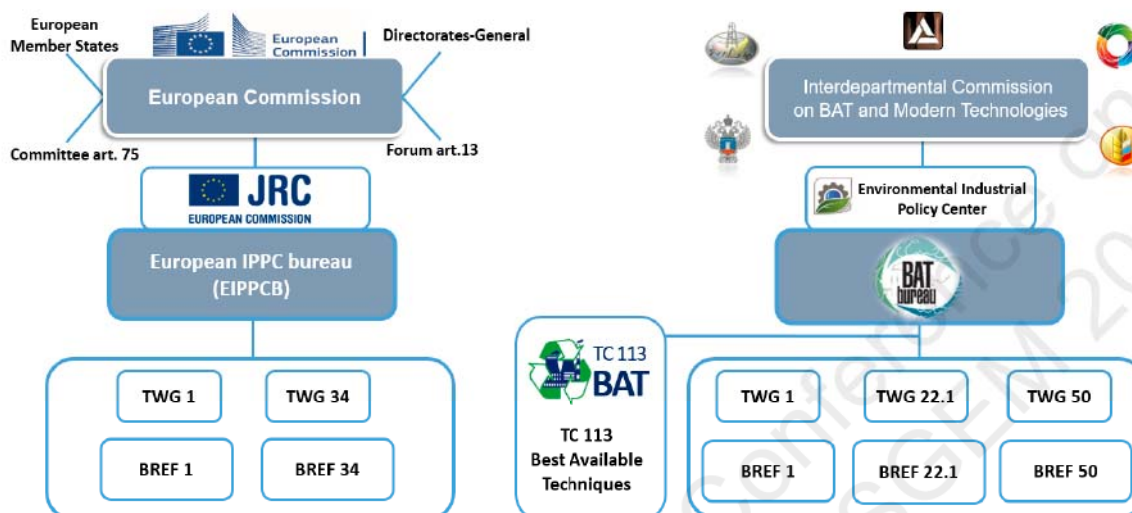 European
Member States
European
Commission
Directorates-General
European Commission
Committee art. 75
Forum art.13
JRC
EUROPEAN COMMISSION
European IPPC bureau
(EIPPCB)
TWG 1
TWG 34
BREF 1
BREF 34
Interdepartmental Commission
on BAT and Modern Technologies
Environmental Industrial
Policy Center
BAT
bureau
TC 113
BAT
TC 113
Best Available
Techniques
TWG 1
TWG 22.1
TWG 50
BREF 1
BREF 22.1
BREF 50
Conference
SGEM 20